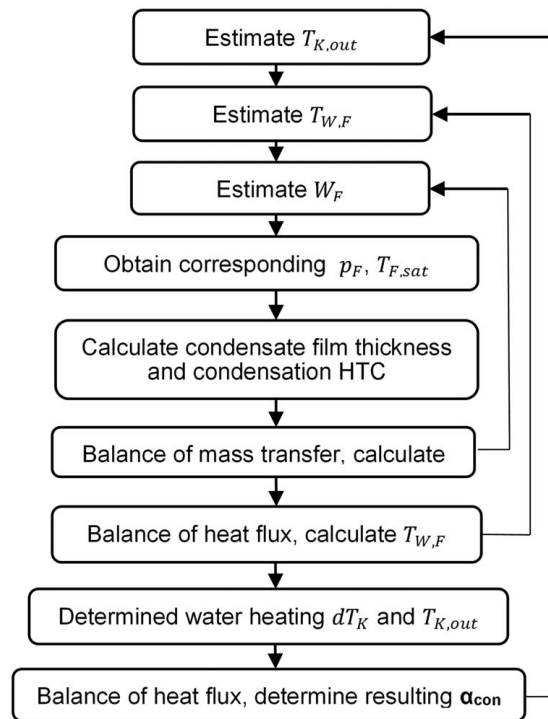 Estimate T_{K,out}
Estimate T_{W,F}
Estimate W_F
Obtain corresponding p_F, T_{F,sat}
Calculate condensate film thickness
and condensation HTC
Balance of mass transfer, calculate
Balance of heat flux, calculate T_{W,F}
Determined water heating dT_K and T_{K,out}
Balance of heat flux, determine resulting α_{con}